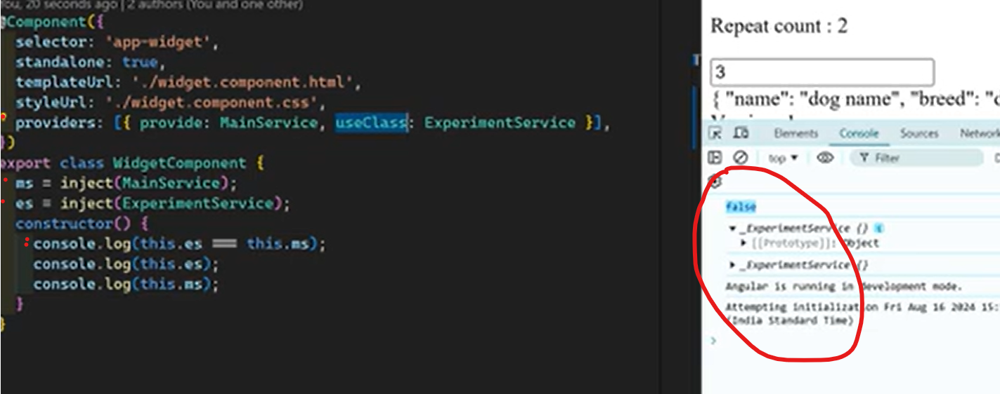 You, 20 seconds ago | 2 authors (You and one other)
@Component({
selector: 'app-widget',
standalone: true,
templateUrl: './widget.component.html',
styleUrl: './widget.component.css',
providers: [{ provide: MainService, useClass: ExperimentService }],
})
export class WidgetComponent {
ms = inject(MainService);
es = inject(ExperimentService);
constructor() {
console.log(this.es === this.ms);
console.log(this.es);
console.log(this.ms);
}
}
Repeat count : 2
3
{ "name": "dog name", "breed": "d
Elements Console Sources Network
top Filter
false
_ExperimentService {} i
[[Prototype]]: Object
_ExperimentService {}
Angular is running in development mode.
Attempting initialization Fri Aug 16 2024 15:
(India Standard Time)